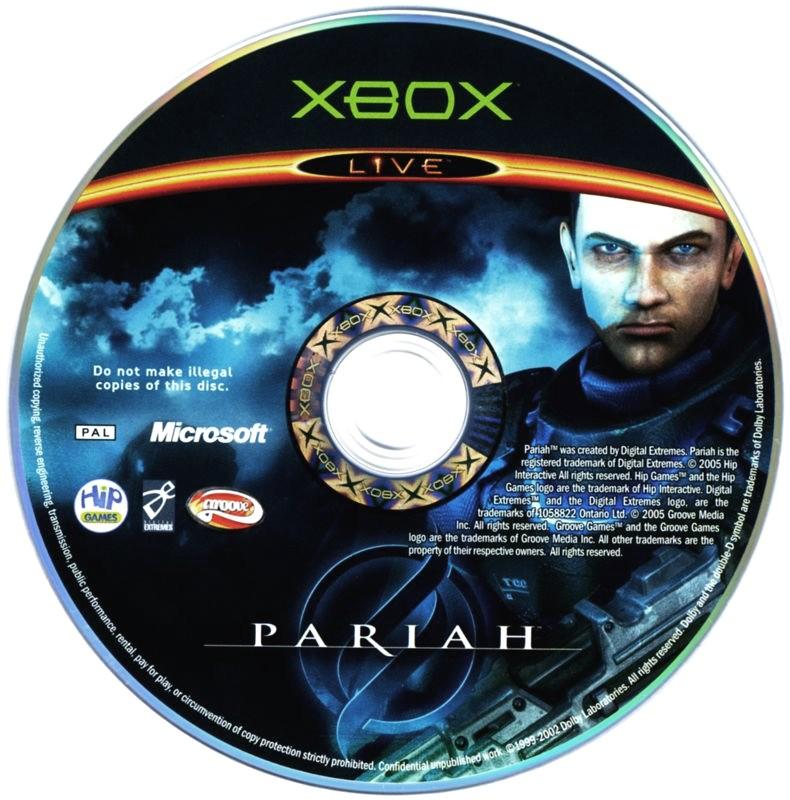 XBOX
LIVE™
XBOX XBOX XBOX XBOX XBOX XBOX XBOX
Do not make illegal
copies of this disc.
PAL
Microsoft®
HiP
GAMES
DIGITAL
EXTREMES
Groove
Pariah™ was created by Digital Extremes. Pariah is the
registered trademark of Digital Extremes. © 2005 Hip
Interactive All rights reserved. Hip Games™ and the Hip
Games logo are the trademark of Hip Interactive. Digital
Extremes™ and the Digital Extremes logo, are the
trademarks of 1058822 Ontario Ltd. © 2005 Groove Media
Inc. All rights reserved. Groove Games™ and the Groove Games
logo are the trademarks of Groove Media Inc. All other trademarks are the
property of their respective owners. All rights reserved.
TCC
PARIAH™
Unauthorized copying, reverse engineering, transmission, public performance, rental, pay for play, or circumvention of copy protection strictly prohibited. Confidential unpublished work. ©1999-2002 Dolby Laboratories. All rights reserved. Dolby and the double-D symbol are trademarks of Dolby Laboratories.